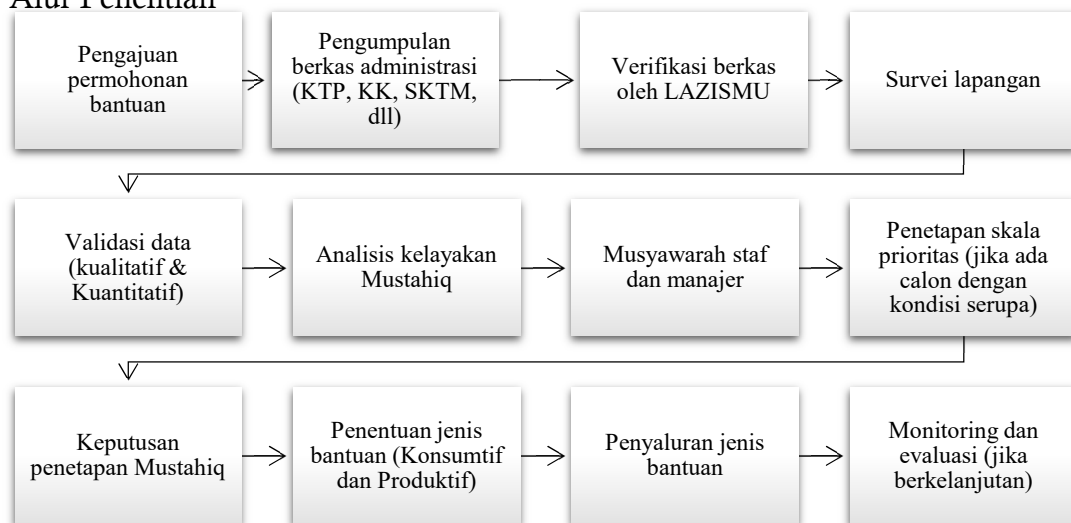 Alur Penelitian
Pengajuan
permohonan
bantuan
Pengumpulan
berkas administrasi
(KTP, KK, SKTM,
dll)
Verifikasi berkas
oleh LAZISMU
Survei lapangan
Validasi data
(kualitatif &
Kuantitatif)
Analisis kelayakan
Mustahiq
Musyawarah staf
dan manajer
Penetapan skala
prioritas (jika ada
calon dengan
kondisi serupa)
Keputusan
penetapan Mustahiq
Penentuan jenis
bantuan (Konsumtif
dan Produktif)
Penyaluran jenis
bantuan
Monitoring dan
evaluasi (jika
berkelanjutan)